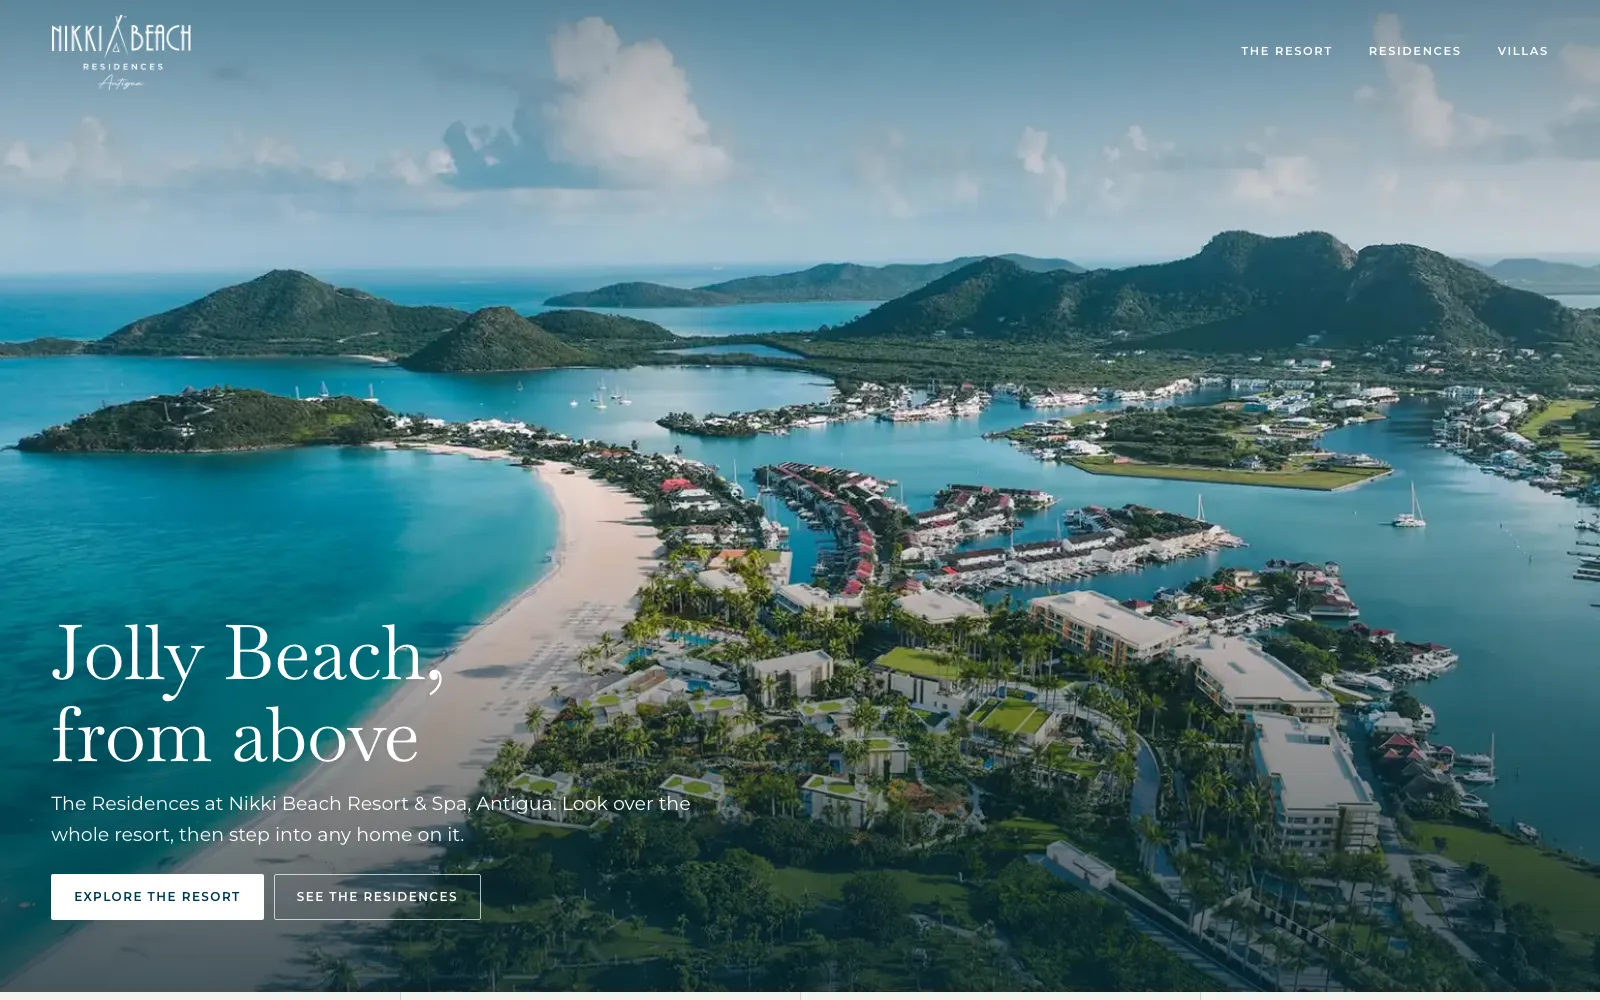 NIKKI BEACH
RESIDENCES
Antigua
THE RESORT
RESIDENCES
VILLAS
Jolly Beach,
from above
The Residences at Nikki Beach Resort & Spa, Antigua. Look over the
whole resort, then step into any home on it.
EXPLORE THE RESORT
SEE THE RESIDENCES